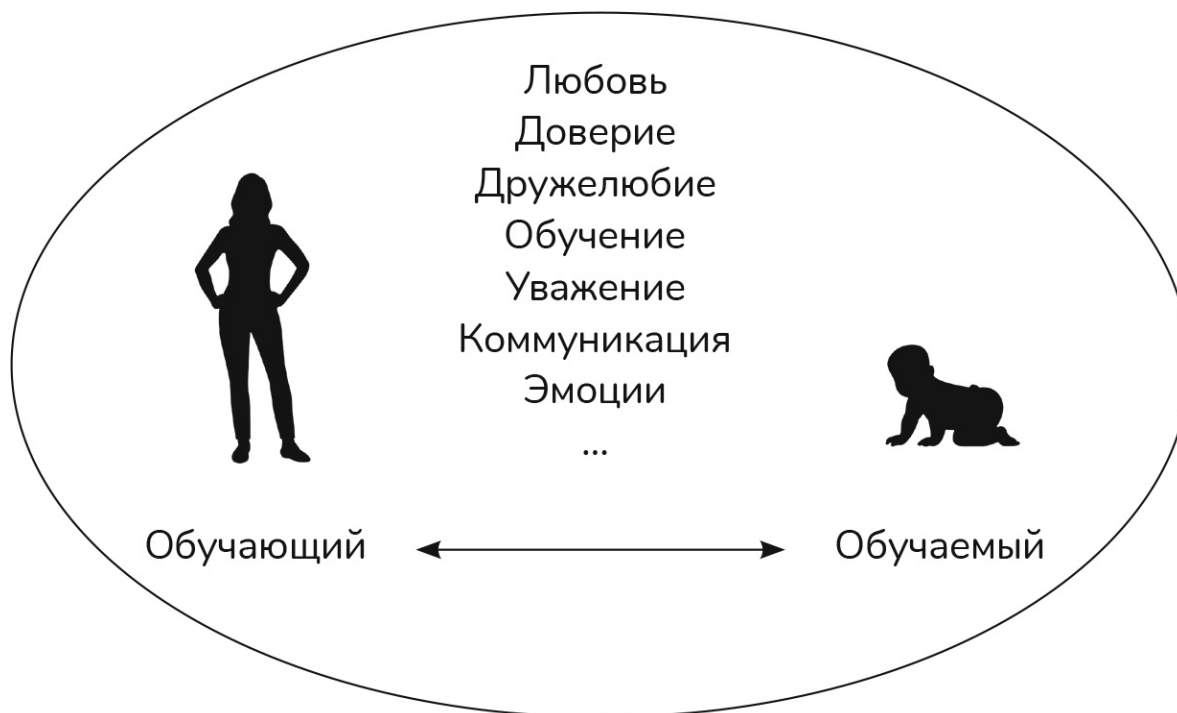 Любовь
Доверие
Дружелюбие
Обучение
Уважение
Коммуникация
Эмоции
...
Обучающий
Обучаемый